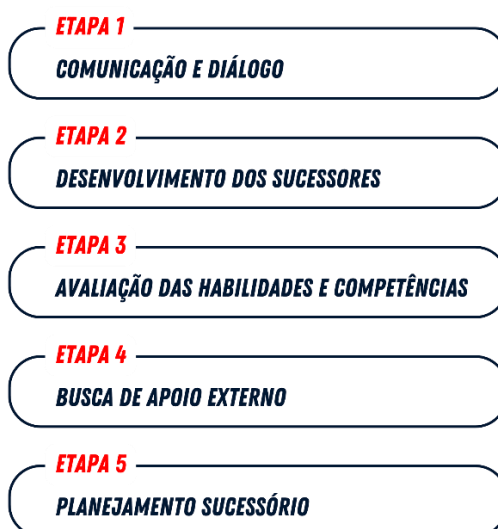 ETAPA 1
COMUNICAÇÃO E DIÁLOGO
ETAPA 2
DESENVOLVIMENTO DOS SUCESSORES
ETAPA 3
AVALIAÇÃO DAS HABILIDADES E COMPETÊNCIAS
ETAPA 4
BUSCA DE APOIO EXTERNO
ETAPA 5
PLANEJAMENTO SUCESSÓRIO